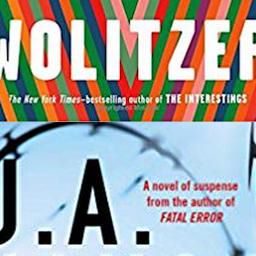 WOLITZER
The New York Times–bestselling author of THE INTERESTINGS
J.A.
A novel of suspense
from the author of
FATAL ERROR